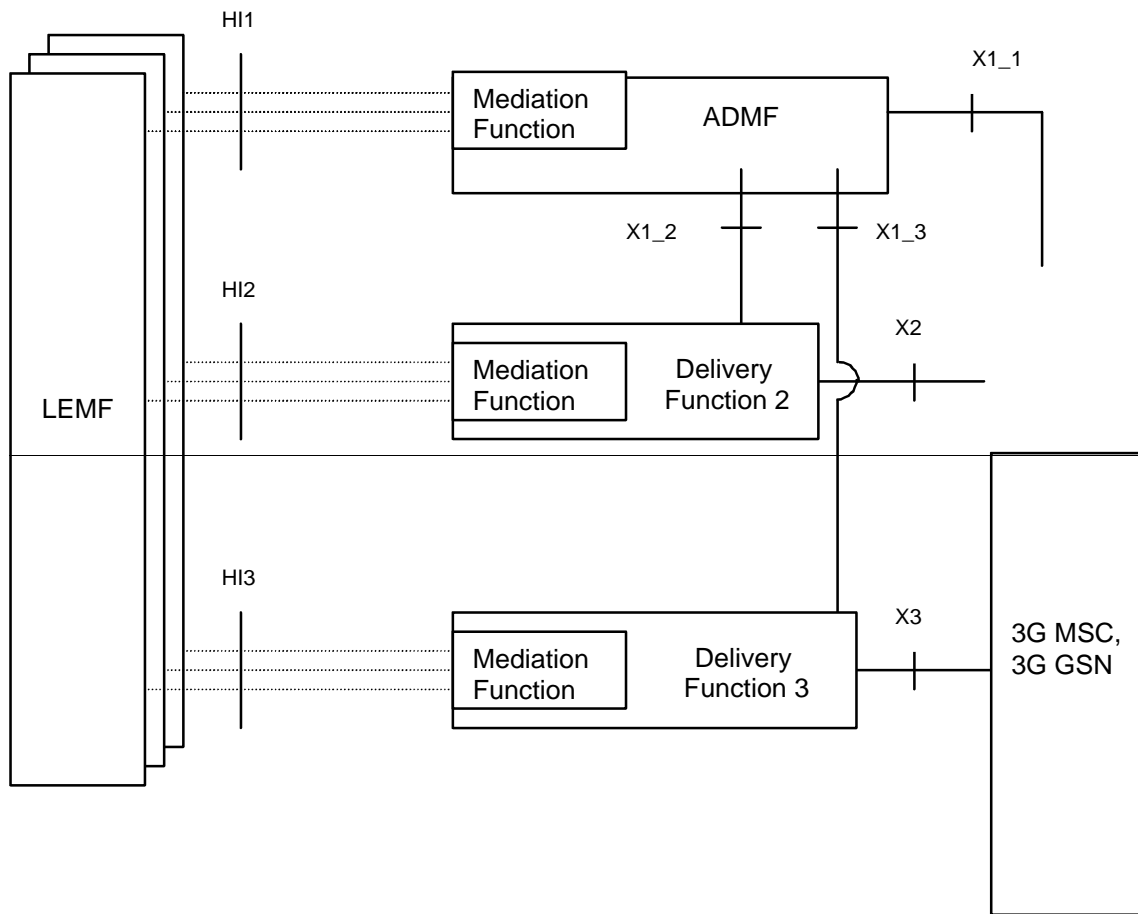 HI1
X1_1
Mediation
Function
ADMF
X1_2
X1_3
HI2
X2
Mediation
Function
Delivery
Function 2
LEMF
HI3
X3
Mediation
Function
Delivery
Function 3
3G MSC,
3G GSN